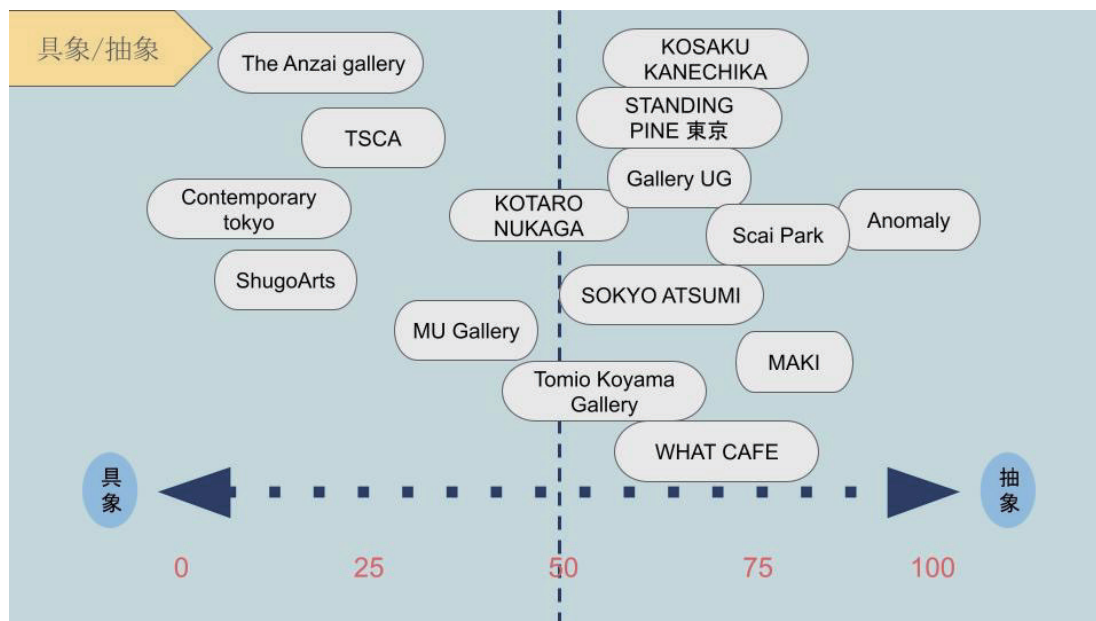 具象/抽象
The Anzai gallery
KOSAKU
KANECHIKA
STANDING
PINE 東京
TSCA
Gallery UG
Contemporary
tokyo
KOTARO
NUKAGA
Scai Park
Anomaly
ShugoArts
SOKYO ATSUMI
MU Gallery
MAKI
Tomio Koyama
Gallery
WHAT CAFE
具
象
抽
象
0
25
50
75
100